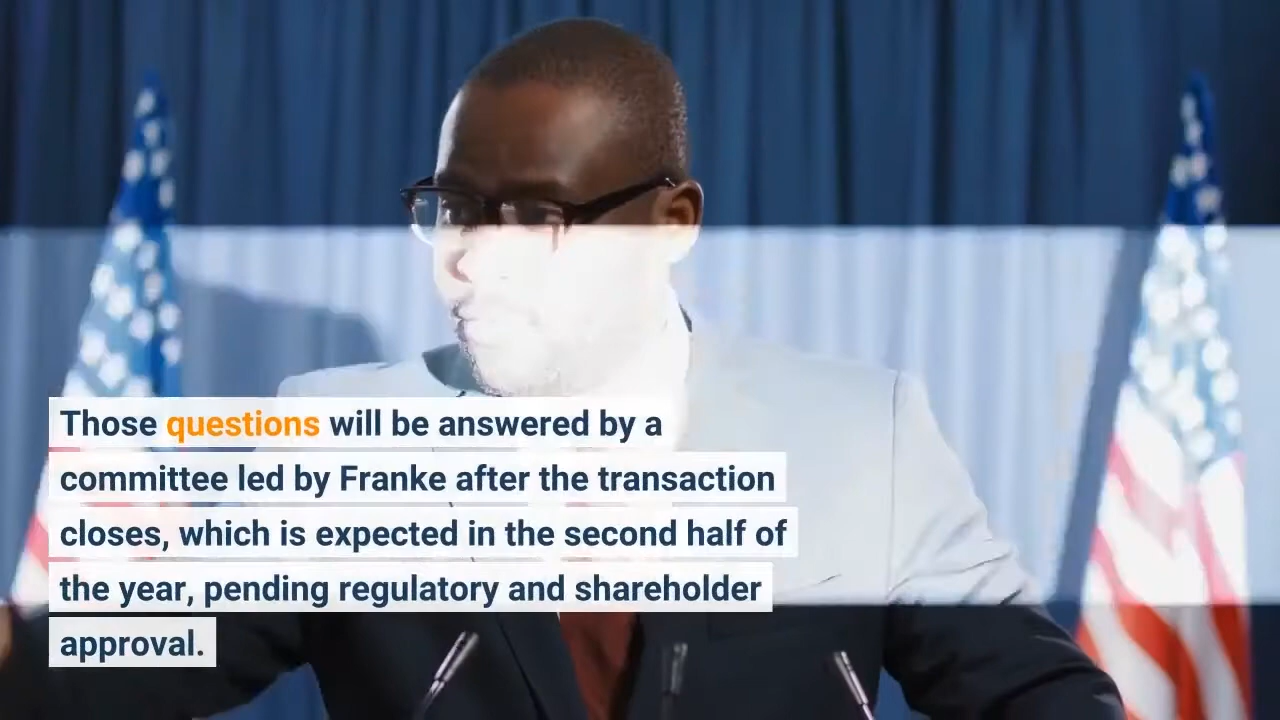 Those questions will be answered by a
committee led by Franke after the transaction
closes, which is expected in the second half of
the year, pending regulatory and shareholder
approval.